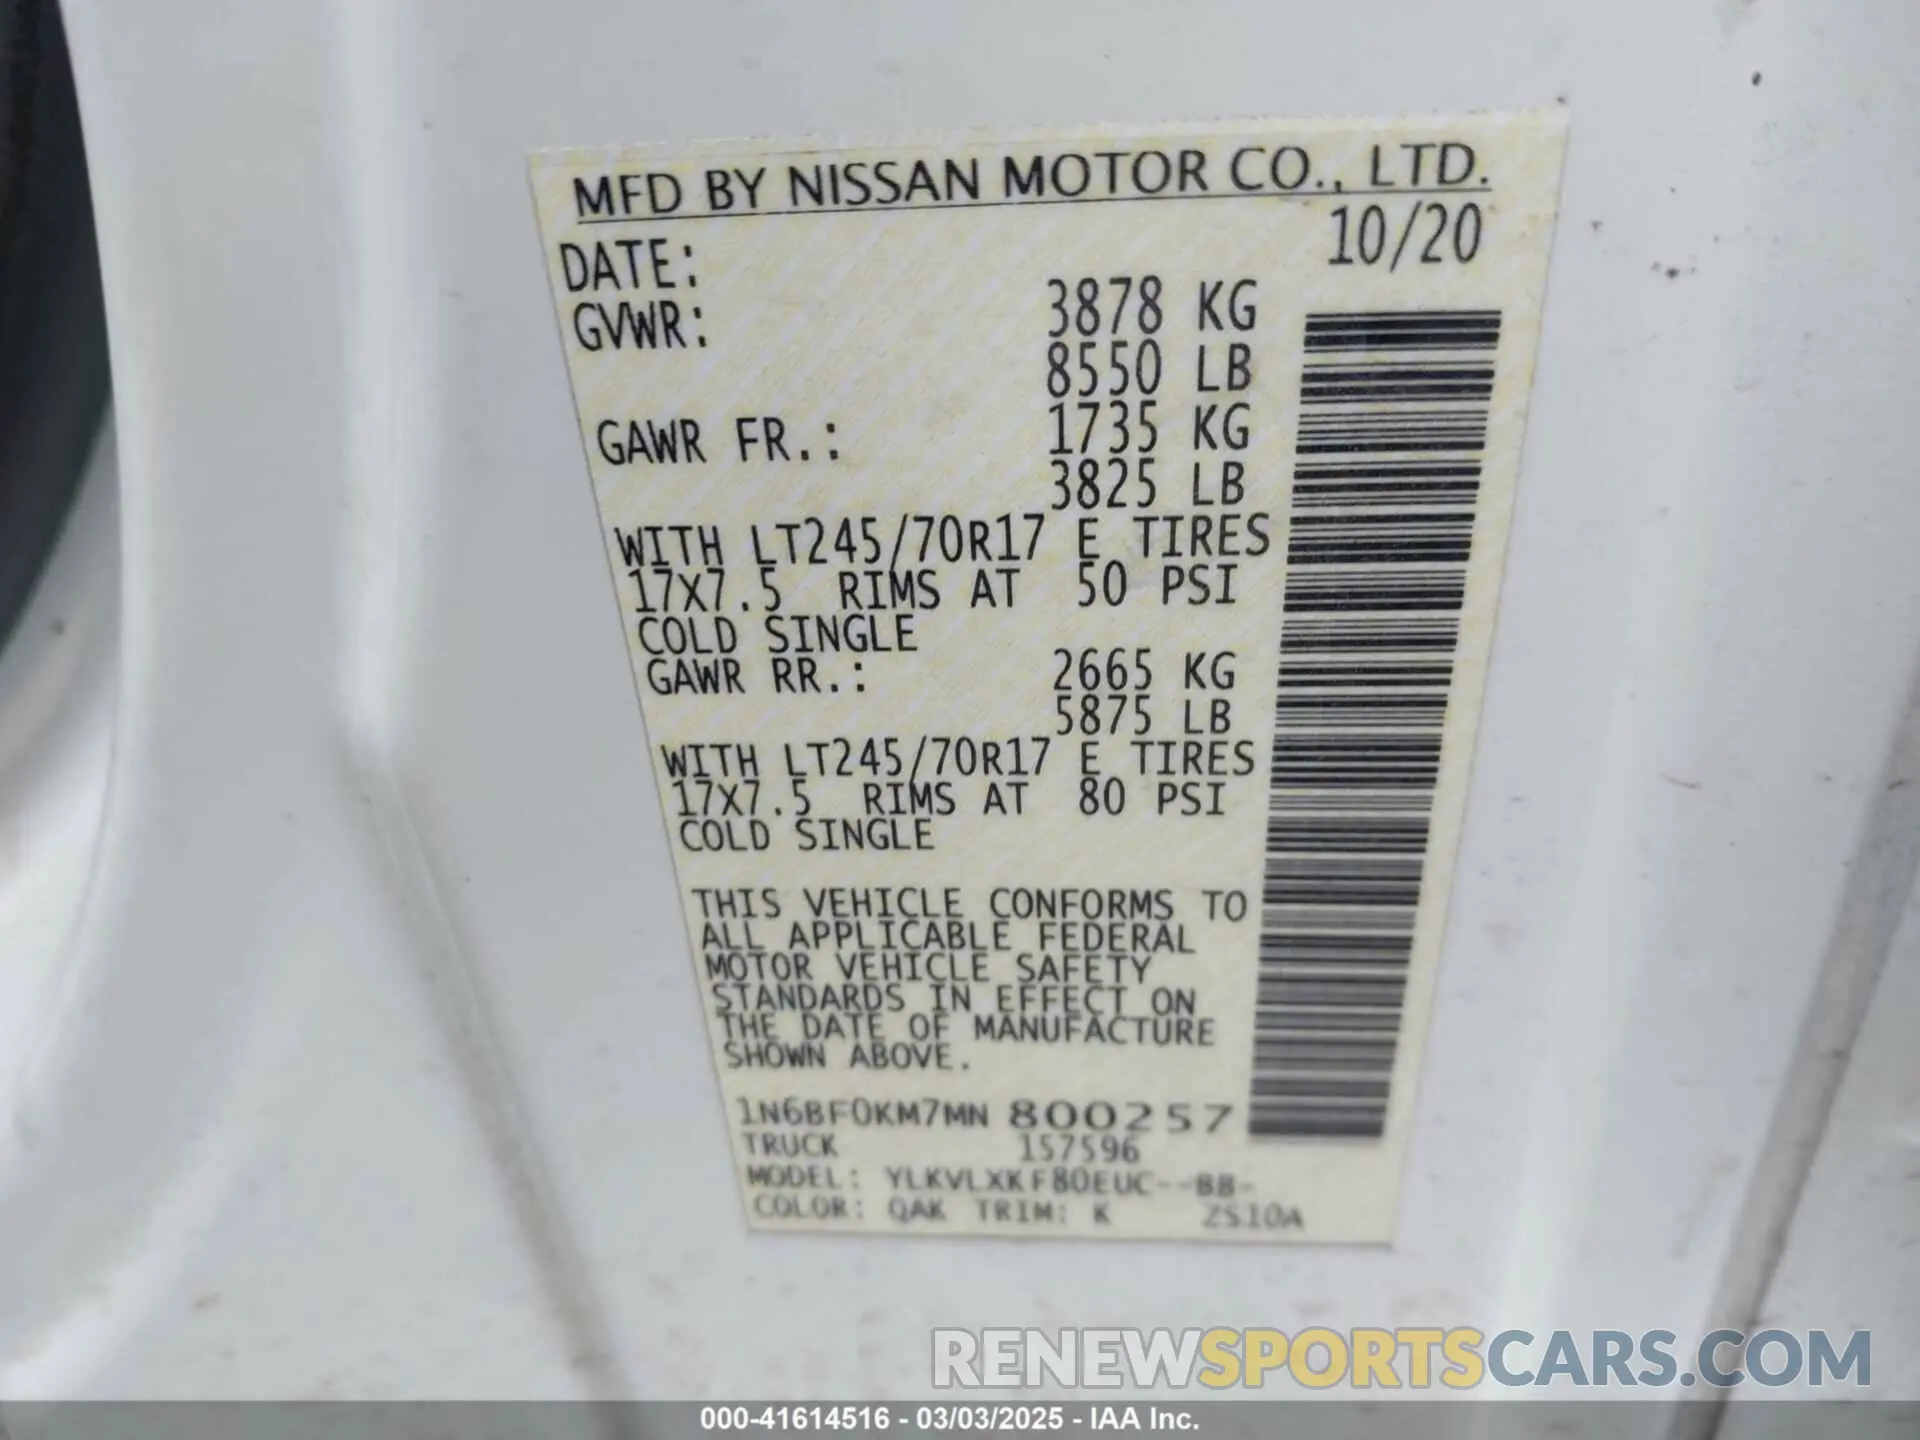 MFD BY NISSAN MOTOR CO., LTD.
DATE: 10/20
GVWR: 3878 KG
8550 LB
GAWR FR.: 1735 KG
3825 LB
WITH LT245/70R17 E TIRES
17X7.5 RIMS AT 50 PSI
COLD SINGLE
GAWR RR.: 2665 KG
5875 LB
WITH LT245/70R17 E TIRES
17X7.5 RIMS AT 80 PSI
COLD SINGLE
THIS VEHICLE CONFORMS TO
ALL APPLICABLE FEDERAL
MOTOR VEHICLE SAFETY
STANDARDS IN EFFECT ON
THE DATE OF MANUFACTURE
SHOWN ABOVE.
1N6BF0KM7MN 800257
TRUCK 157596
MODEL: YLKVLXKF80EUC--BB-
COLOR: QAK TRIM: K ZS10A
RENEWSPORTSCARS.COM
000-41614516 - 03/03/2025 - IAA Inc.